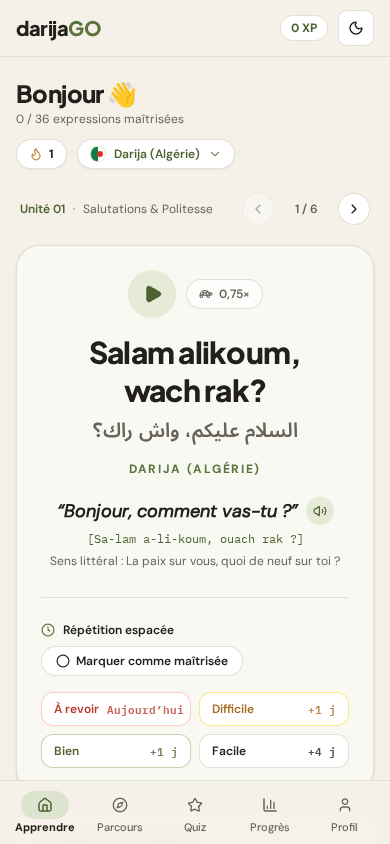 darijaGO
0 XP
Bonjour 👋
0 / 36 expressions maîtrisées
1
Darija (Algérie)
Unité 01 · Salutations & Politesse
1 / 6
0,75×
Salam alikoum,
wach rak?
السلام عليكم، واش راك؟
DARIJA (ALGÉRIE)
“Bonjour, comment vas-tu ?”
[Sa-lam a-li-koum, ouach rak ?]
Sens littéral : La paix sur vous, quoi de neuf sur toi ?
Répétition espacée
Marquer comme maîtrisée
À revoir Aujourd’hui
Difficile +1 j
Bien +1 j
Facile +4 j
Apprendre
Parcours
Quiz
Progrès
Profil